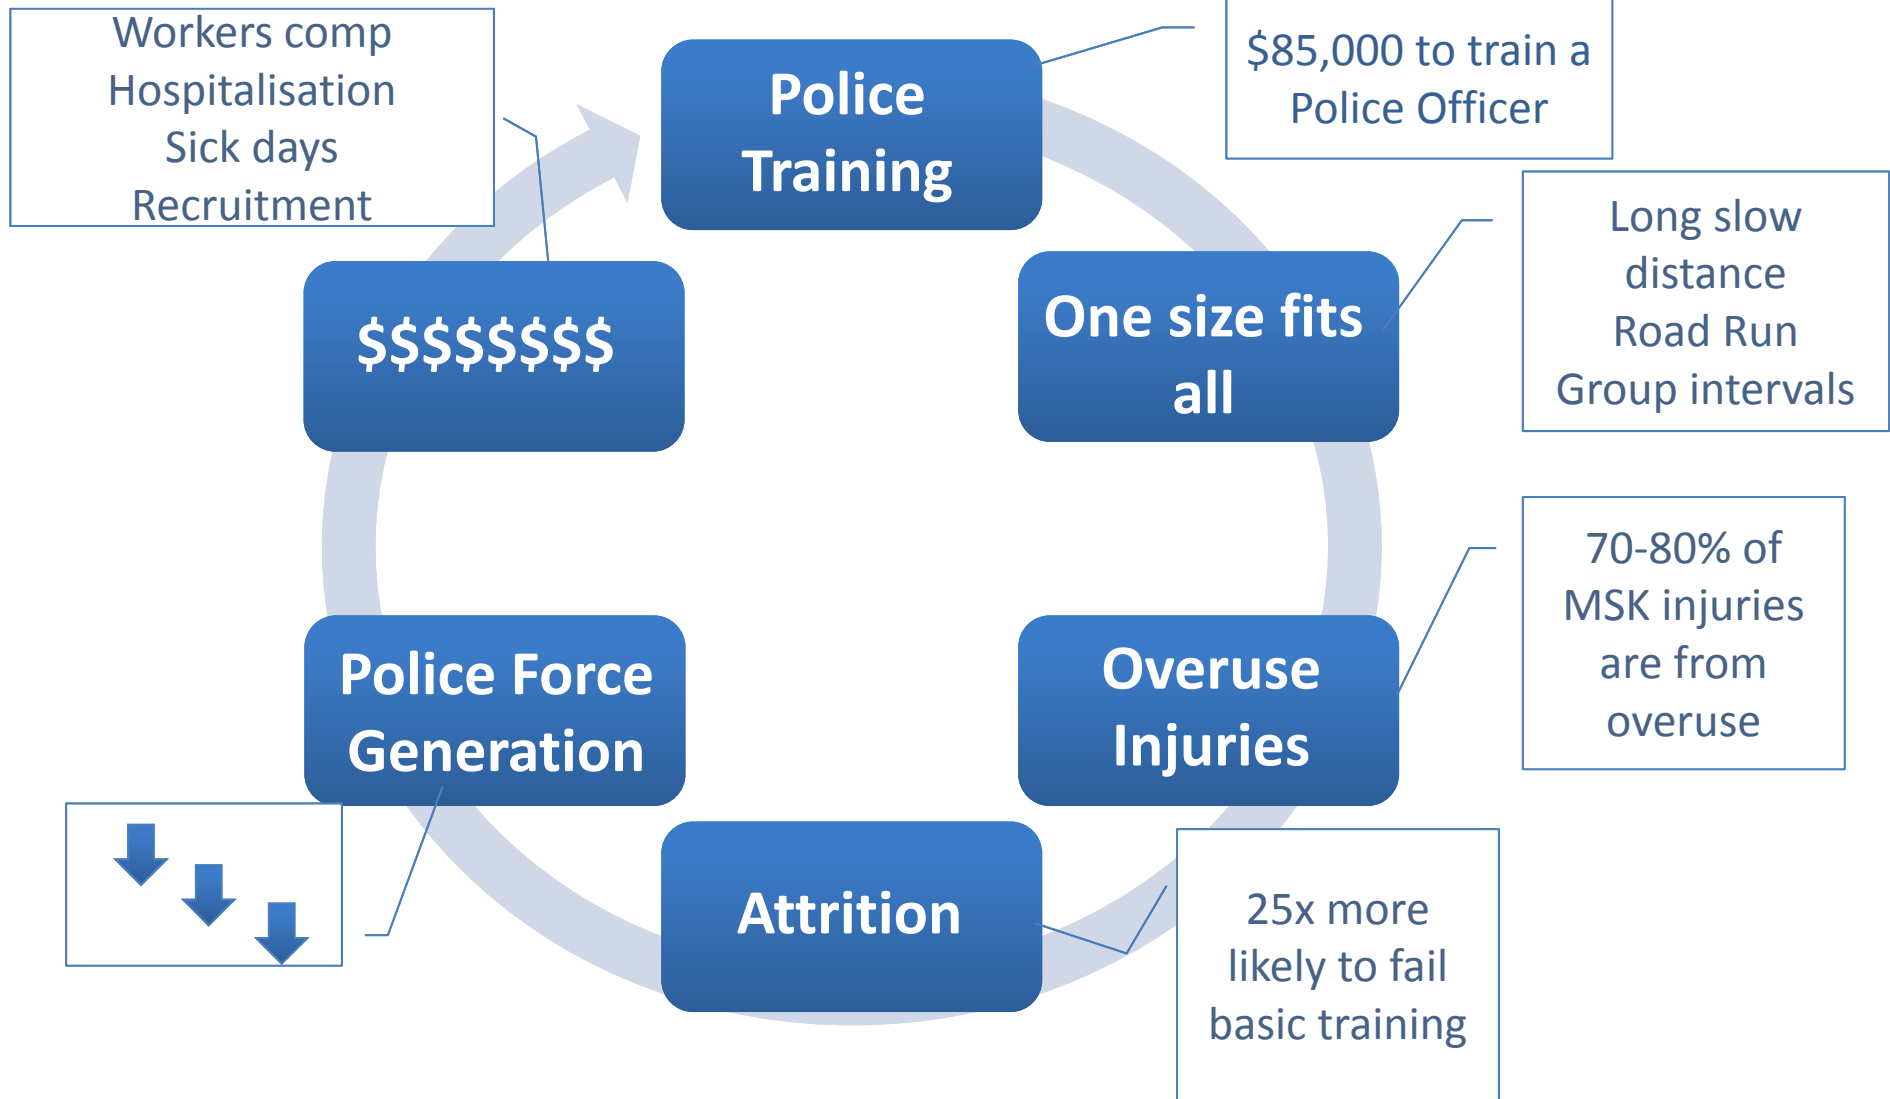 Workers comp
Hospitalisation
Sick days
Recruitment
Police
Training
$85,000 to train a
Police Officer
One size fits
all
Long slow
distance
Road Run
Group intervals
Overuse
Injuries
70-80% of
MSK injuries
are from
overuse
Attrition
25x more
likely to fail
basic training
Police Force
Generation
$$$$$$$$